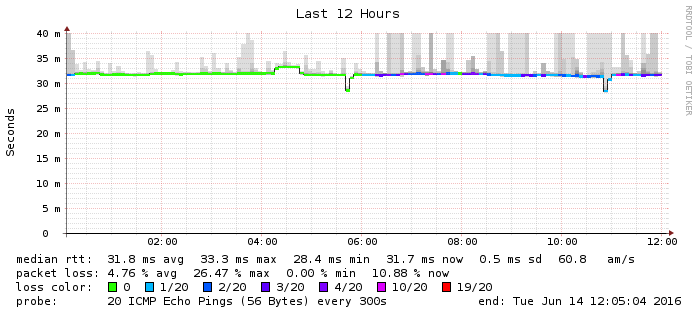 Last 12 Hours
RRDTOOL / TOBI OETIKER
Seconds
40 m
35 m
30 m
25 m
20 m
15 m
10 m
5 m
0
02:00 04:00 06:00 08:00 10:00 12:00
median rtt: 31.8 ms avg 33.3 ms max 28.4 ms min 31.7 ms now 0.5 ms sd 60.8 am/s
packet loss: 4.76 % avg 26.47 % max 0.00 % min 10.88 % now
loss color: 0 1/20 2/20 3/20 4/20 10/20 19/20
probe: 20 ICMP Echo Pings (56 Bytes) every 300s end: Tue Jun 14 12:05:04 2016